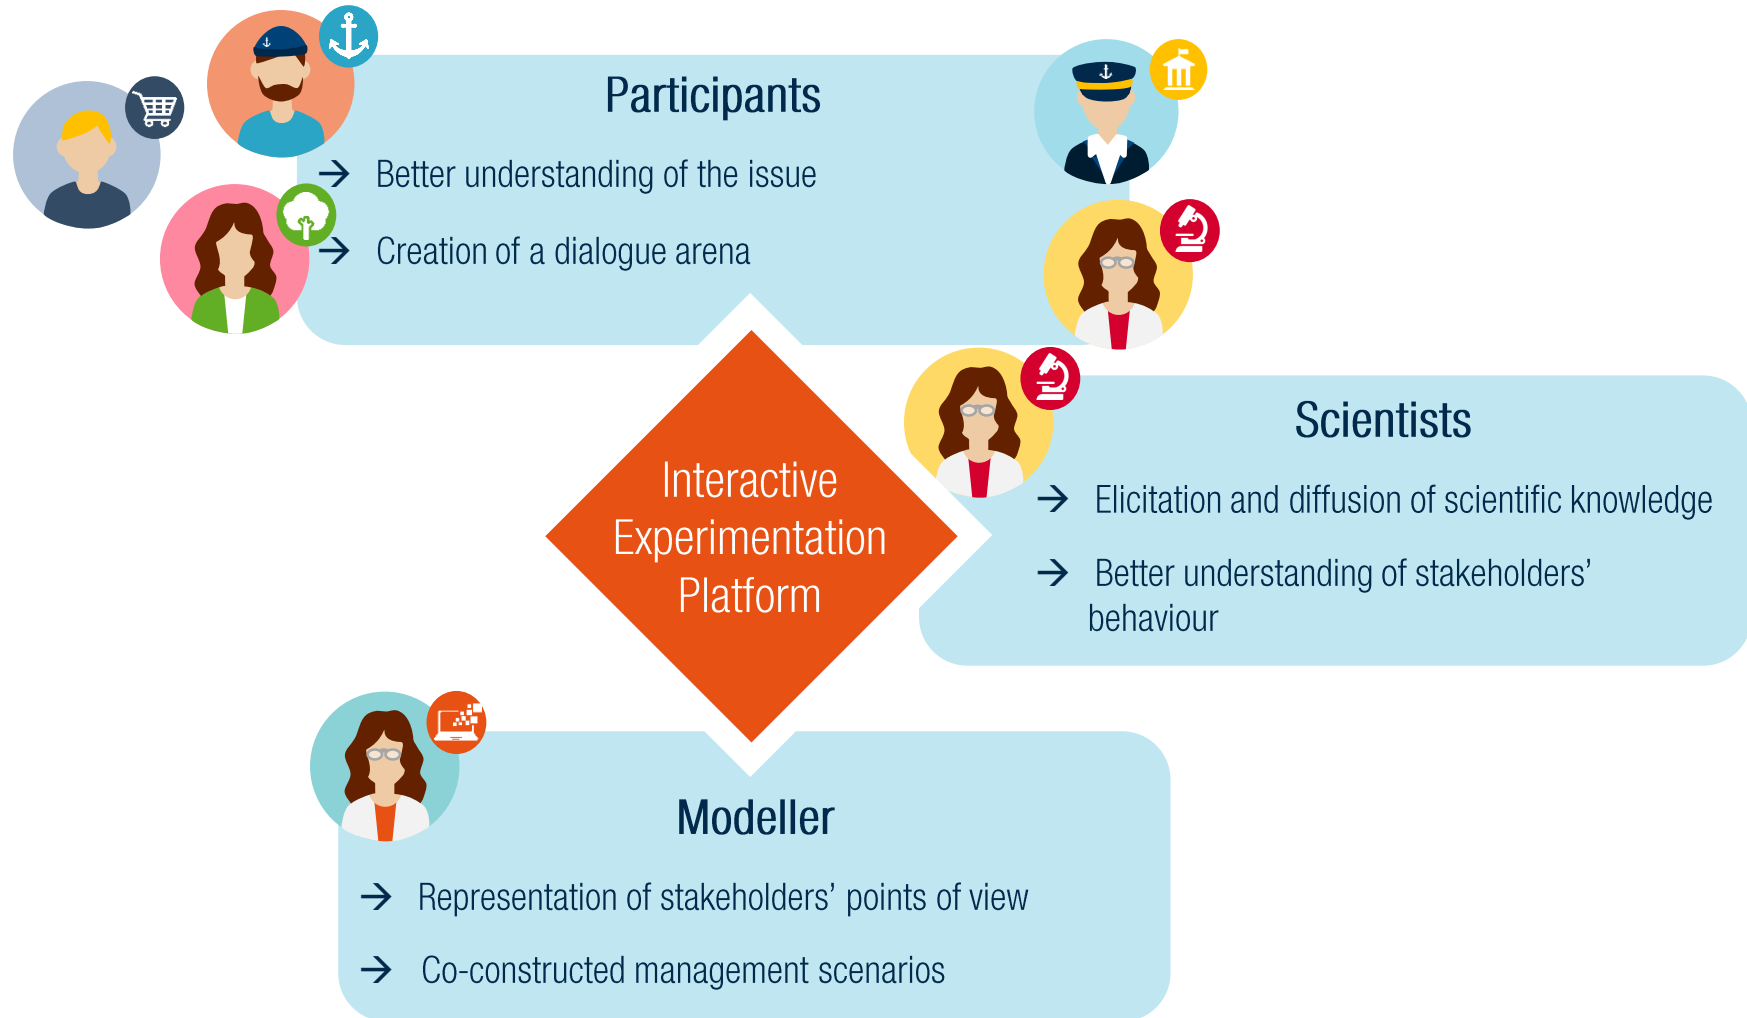 Participants
→ Better understanding of the issue
→ Creation of a dialogue arena
Interactive
Experimentation
Platform
Scientists
→ Elicitation and diffusion of scientific knowledge
→ Better understanding of stakeholders’
behaviour
Modeller
→ Representation of stakeholders’ points of view
→ Co-constructed management scenarios